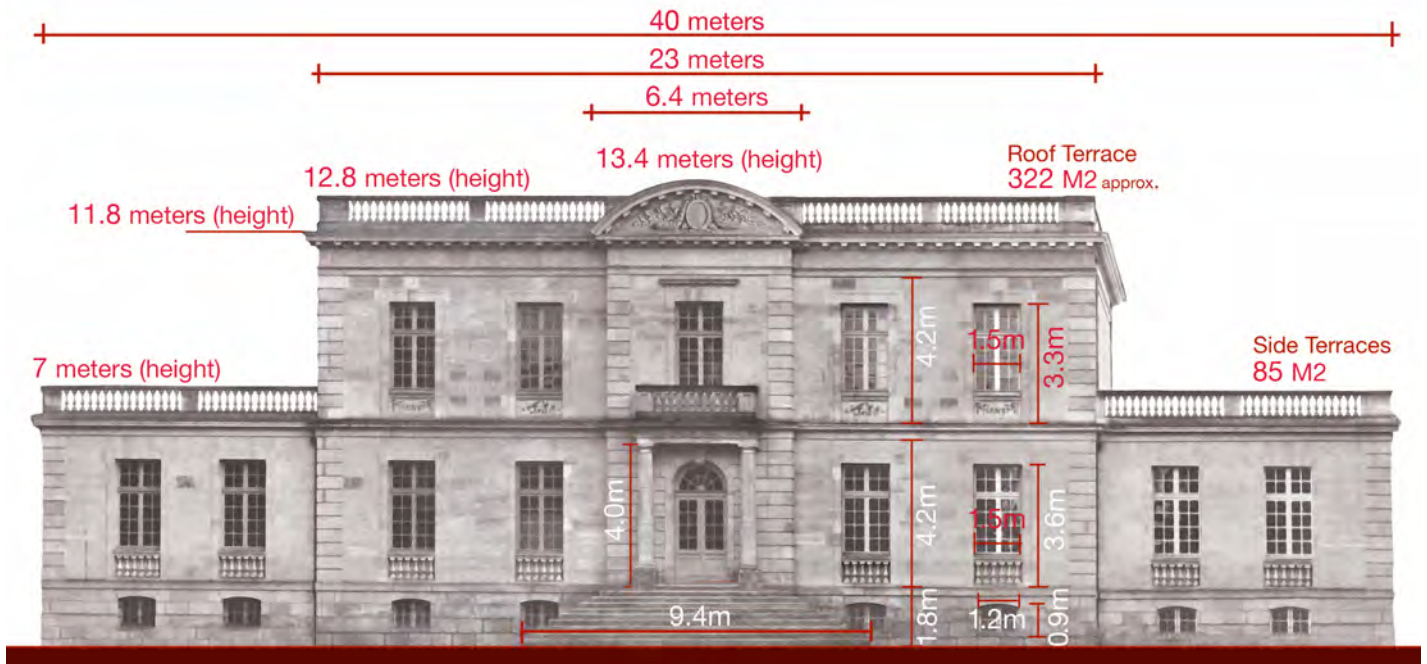 40 meters
23 meters
6.4 meters
13.4 meters (height)
Roof Terrace
322 M2 approx.
12.8 meters (height)
11.8 meters (height)
4.2m
1.5m
3.3m
Side Terraces
85 M2
7 meters (height)
4.0m
4.2m
1.5m
3.6m
9.4m
1.8m
1.2m
0.9m